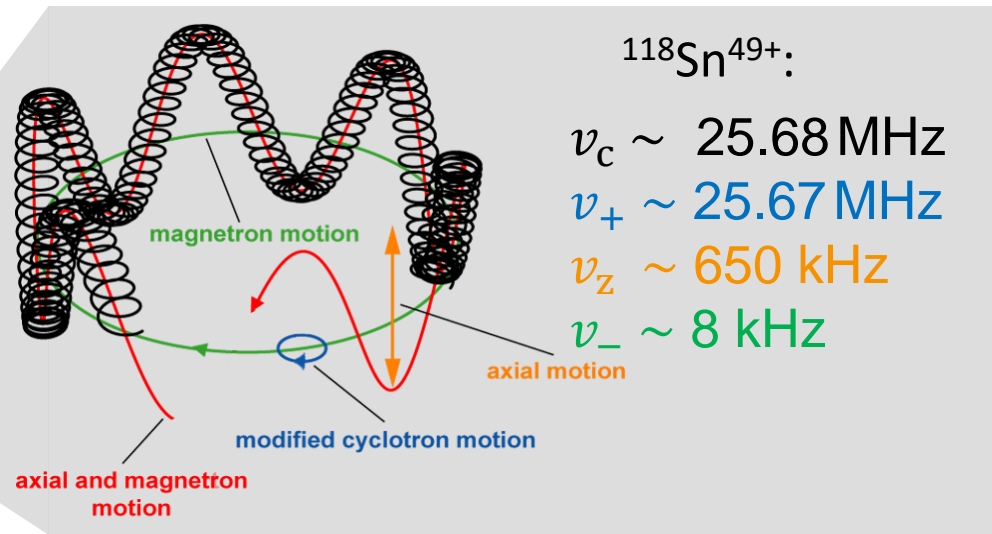 ¹¹⁸Sn⁴⁹⁺:
νc ~ 25.68 MHz
ν₊ ~ 25.67 MHz
νz ~ 650 kHz
ν₋ ~ 8 kHz
magnetron motion
axial motion
modified cyclotron motion
axial and magnetron
motion